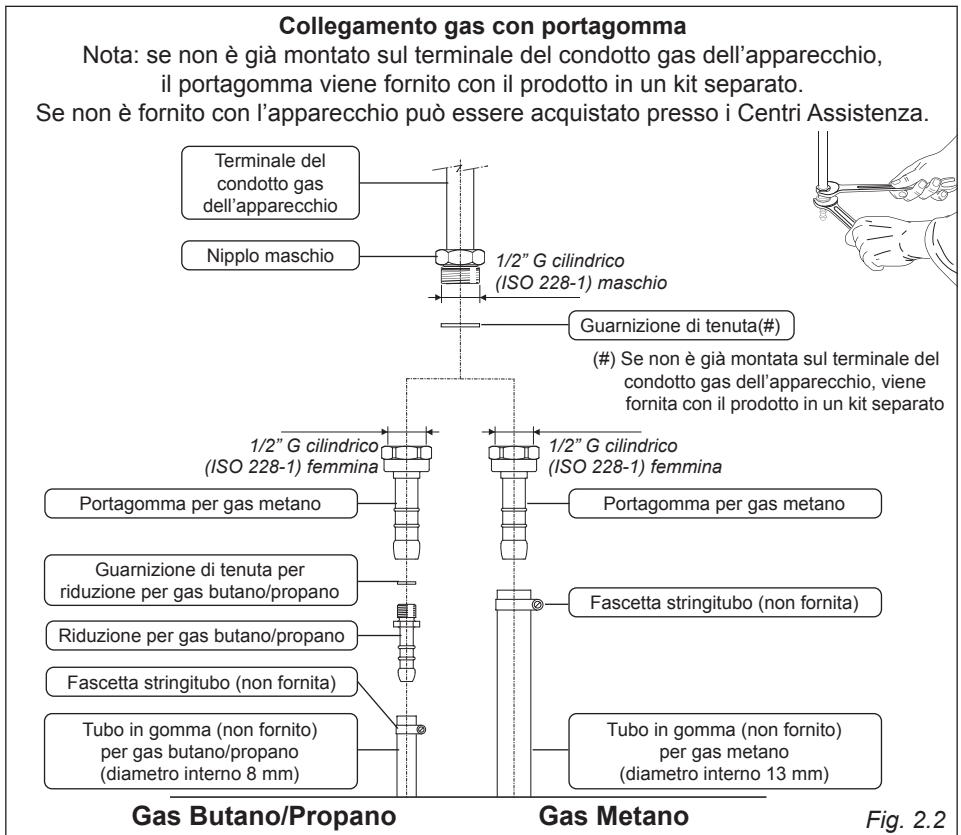 Collegamento gas con portagomma
Nota: se non è già montato sul terminale del condotto gas dell’apparecchio,
il portagomma viene fornito con il prodotto in un kit separato.
Se non è fornito con l’apparecchio può essere acquistato presso i Centri Assistenza.
Terminale del
condotto gas
dell’apparecchio
Nipplo maschio
1/2” G cilindrico
(ISO 228-1) maschio
Guarnizione di tenuta(#)
(#) Se non è già montata sul terminale del
condotto gas dell’apparecchio, viene
fornita con il prodotto in un kit separato
1/2” G cilindrico
(ISO 228-1) femmina
1/2” G cilindrico
(ISO 228-1) femmina
Portagomma per gas metano
Portagomma per gas metano
Guarnizione di tenuta per
riduzione per gas butano/propano
Fascetta stringitubo (non fornita)
Riduzione per gas butano/propano
Fascetta stringitubo (non fornita)
Tubo in gomma (non fornito)
per gas butano/propano
(diametro interno 8 mm)
Tubo in gomma (non fornito)
per gas metano
(diametro interno 13 mm)
Gas Butano/Propano
Gas Metano
Fig. 2.2